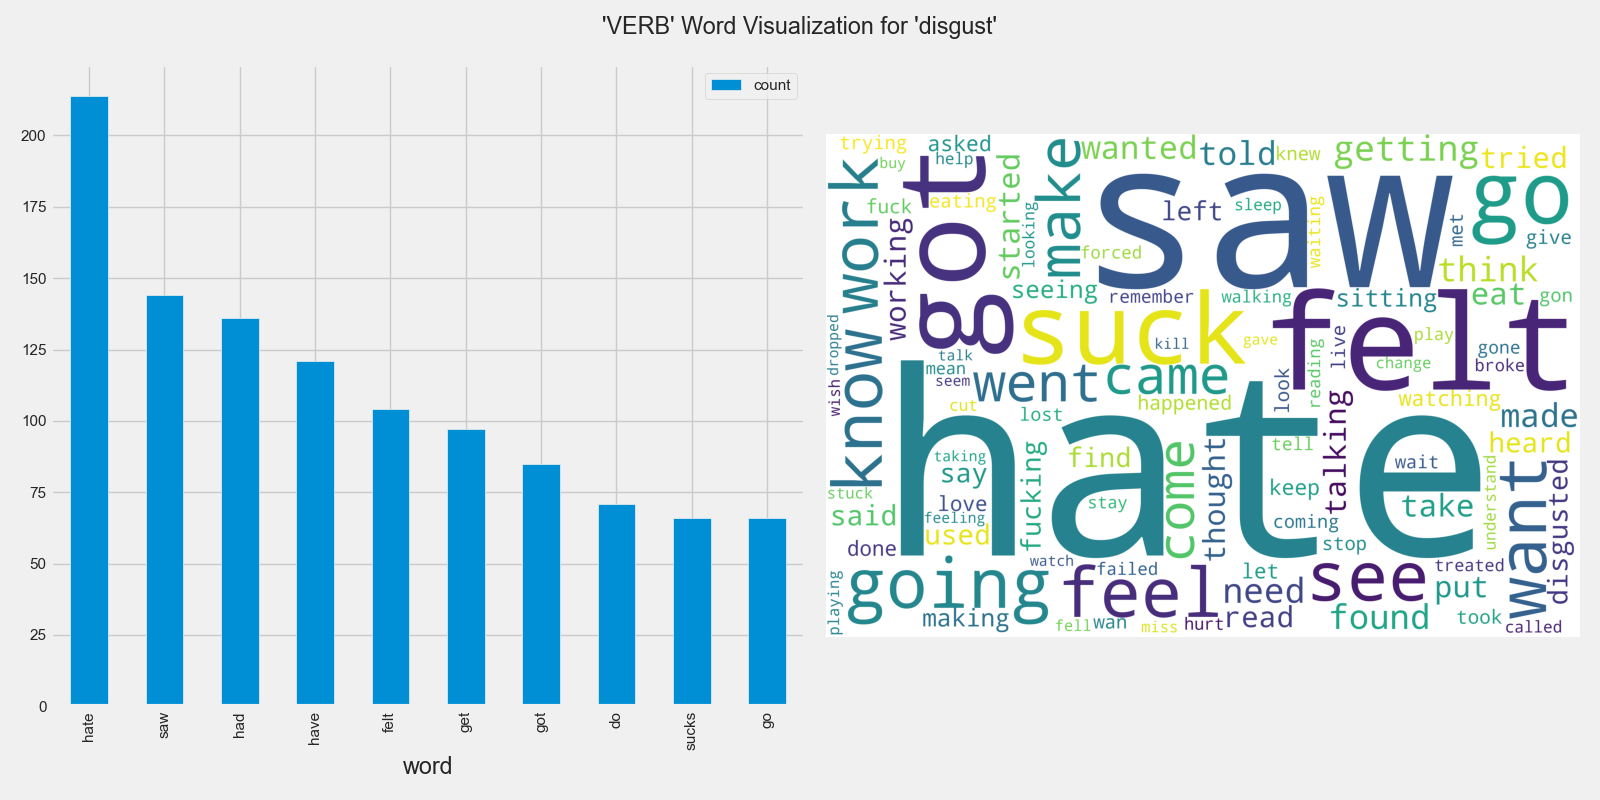 'VERB' Word Visualization for 'disgust'
count
200
175
150
125
100
75
50
25
0
hate
saw
had
have
felt
get
got
do
sucks
go
word
trying
asked
wanted
told
knew
getting
tried
buy
help
work
got
make
saw
go
fuck
eating
started
looking
left
sleep
waiting
met
give
working
forced
think
seeing
remember
walking
sitting
eat
gon
know
dropped
suck
kill
gave
felt
live
play
gone
talk
mean
seem
wish
went
came
look
reading
change
broke
cut
lost
happened
watching
made
hate
talking
heard
tell
taking
say
fucking
find
come
thought
wait
want
understand
disgusted
stuck
said
love
feeling
stay
keep
take
used
coming
done
stop
watch
failed
let
see
treated
playing
going
feel
need
put
making
read
found
took
fell
wan
miss
hurt
called